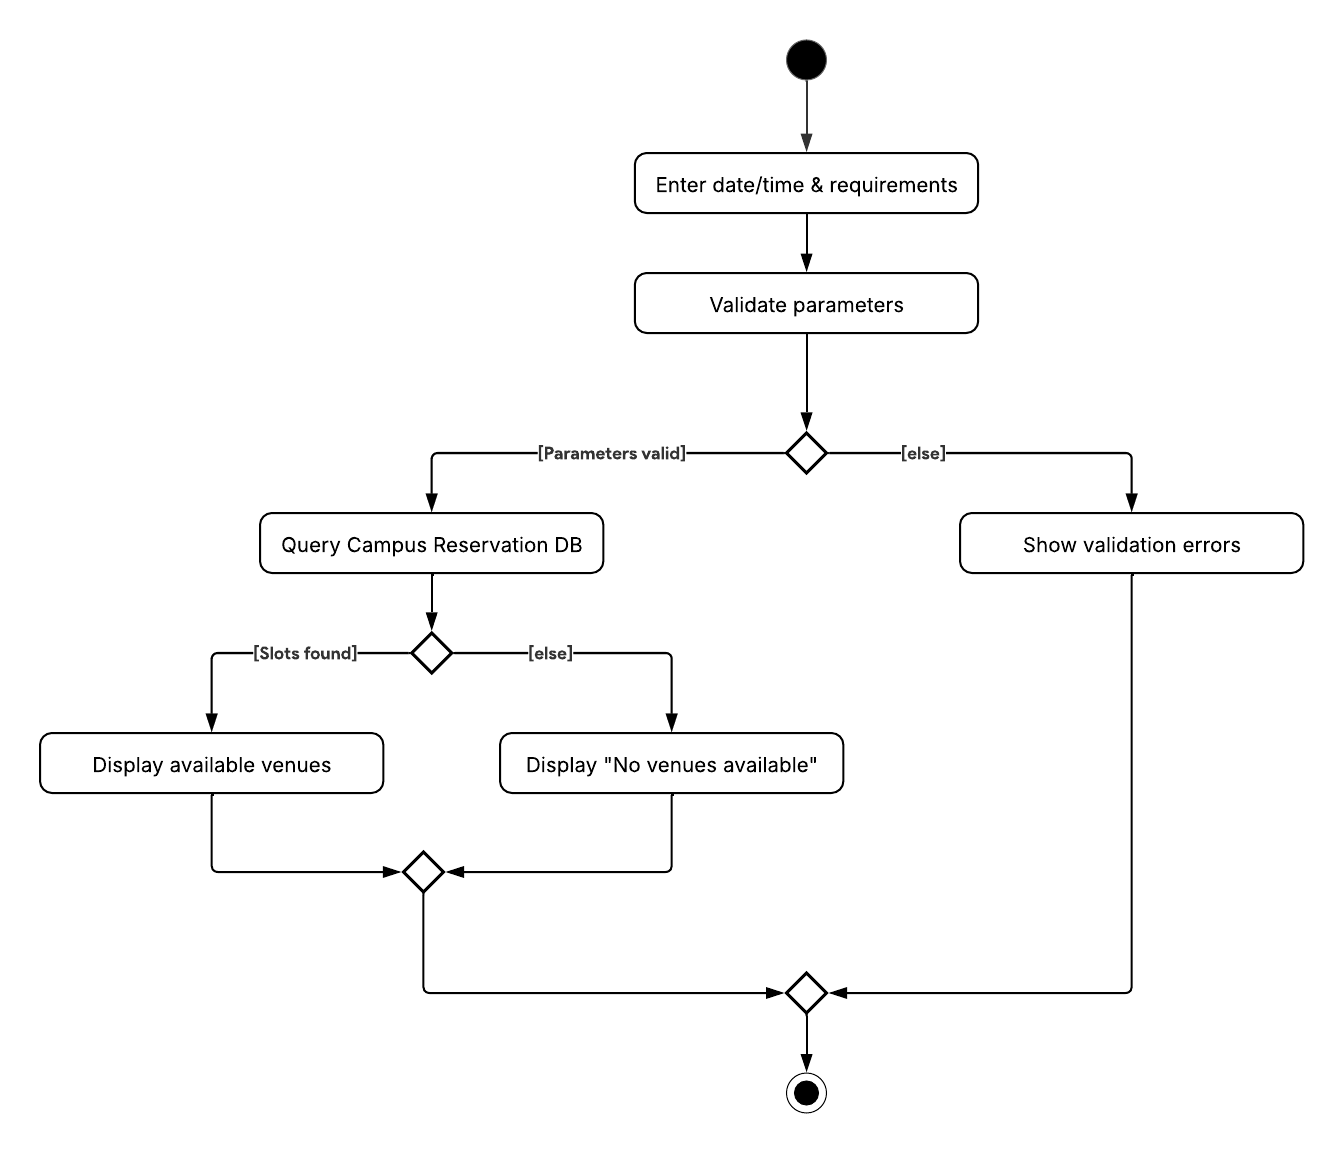 Enter date/time & requirements
Validate parameters
[Parameters valid]
[else]
Query Campus Reservation DB
Show validation errors
[Slots found]
[else]
Display available venues
Display "No venues available"